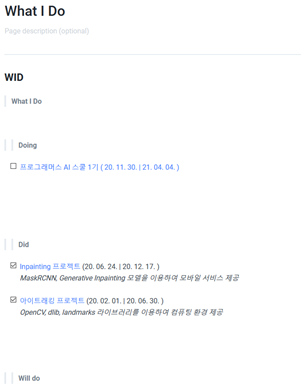 What I Do
Page description (optional)
WID
What I Do
Doing
프로그래머스 AI 스쿨 1기 ( 20. 11. 30. | 21. 04. 04. )
Did
Inpainting 프로젝트 (20. 06. 24. | 20. 12. 17. )
MaskRCNN, Generative Inpainting 모델을 이용하여 모바일 서비스 제공
아이트래킹 프로젝트 (20. 02. 01. | 20. 06. 30. )
OpenCV, dlib, landmarks 라이브러리를 이용하여 컴퓨팅 환경 제공
Will do